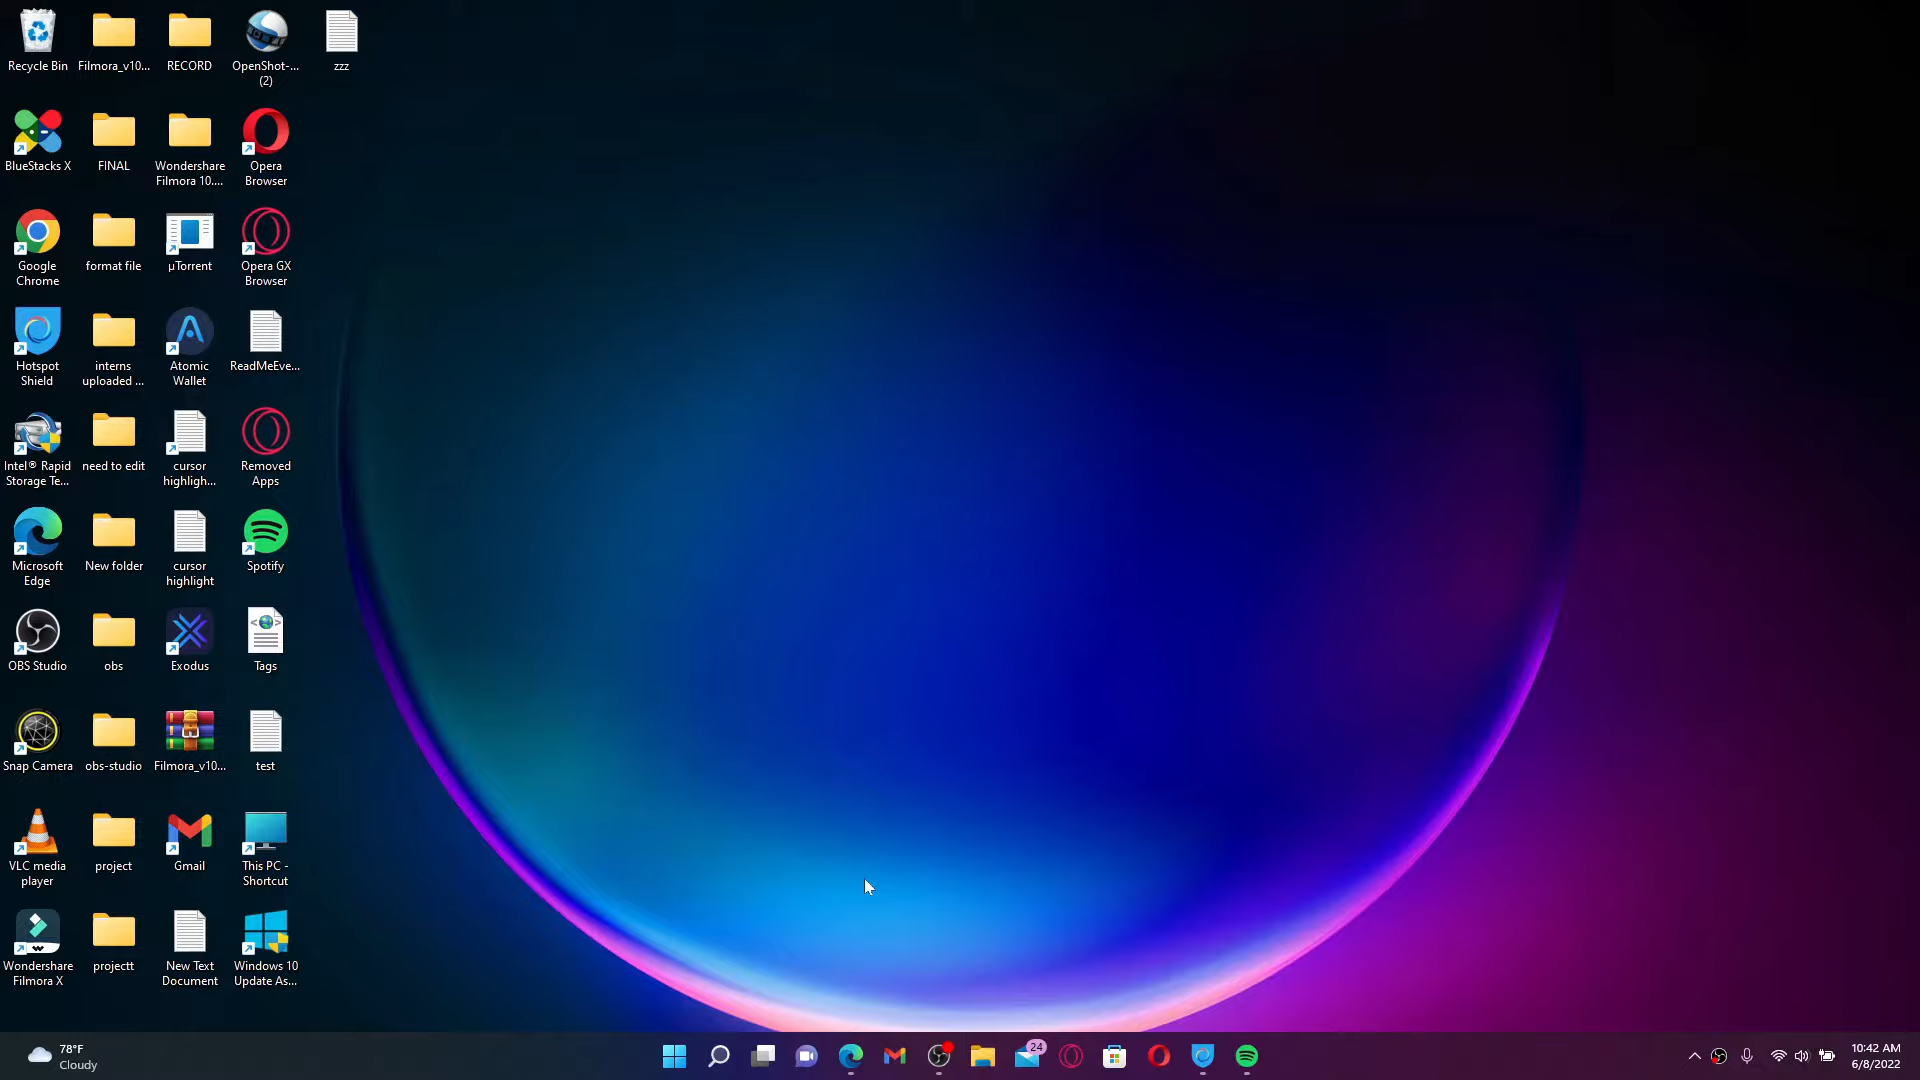 Recycle Bin
Filmora_v10...
RECORD
OpenShot-...
(2)
zzz
BlueStacks X
FINAL
Wondershare
Filmora 10....
Opera
Browser
Google
Chrome
format file
µTorrent
Opera GX
Browser
Hotspot
Shield
interns
uploaded ...
Atomic
Wallet
ReadMeEve...
Intel® Rapid
Storage Te...
need to edit
cursor
highligh...
Removed
Apps
Microsoft
Edge
New folder
cursor
highlight
Spotify
OBS Studio
obs
Exodus
Tags
Snap Camera
obs-studio
Filmora_v10...
test
VLC media
player
project
Gmail
This PC -
Shortcut
Wondershare
Filmora X
projectt
New Text
Document
Windows 10
Update As...
78°F
Cloudy
24
10:42 AM
6/8/2022